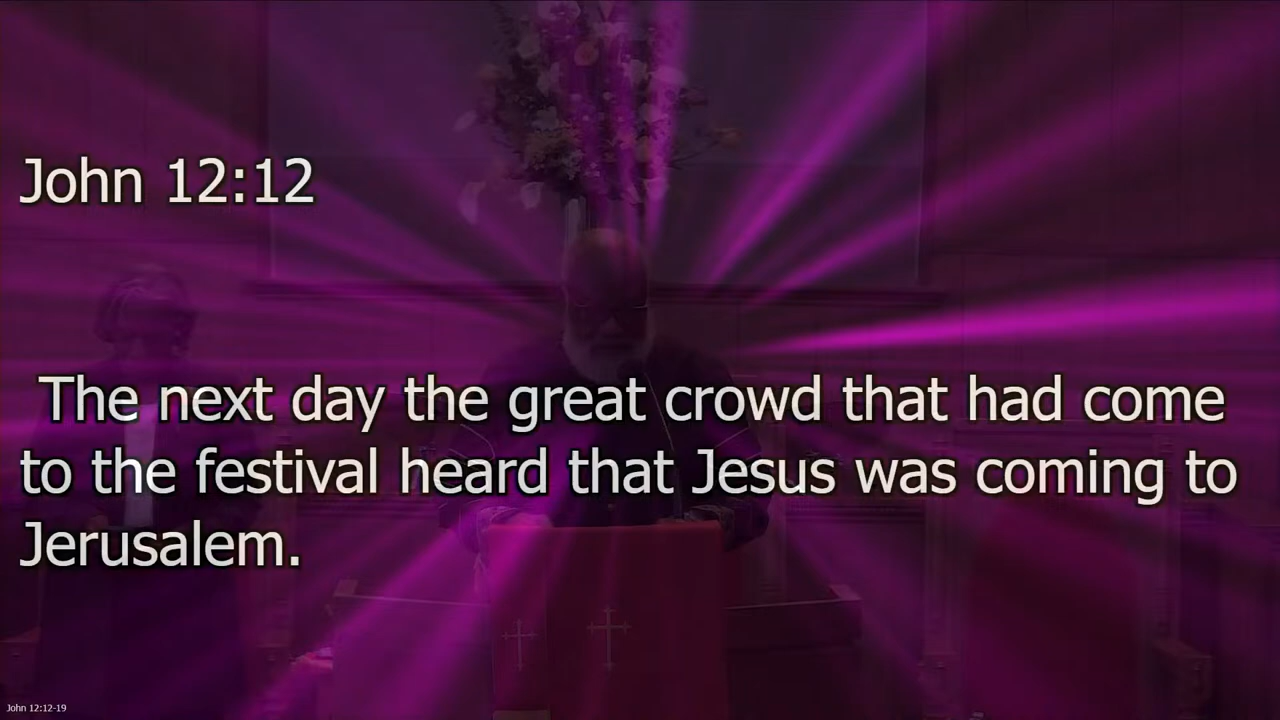 John 12:12
The next day the great crowd that had come
to the festival heard that Jesus was coming to
Jerusalem.
John 12:12-19